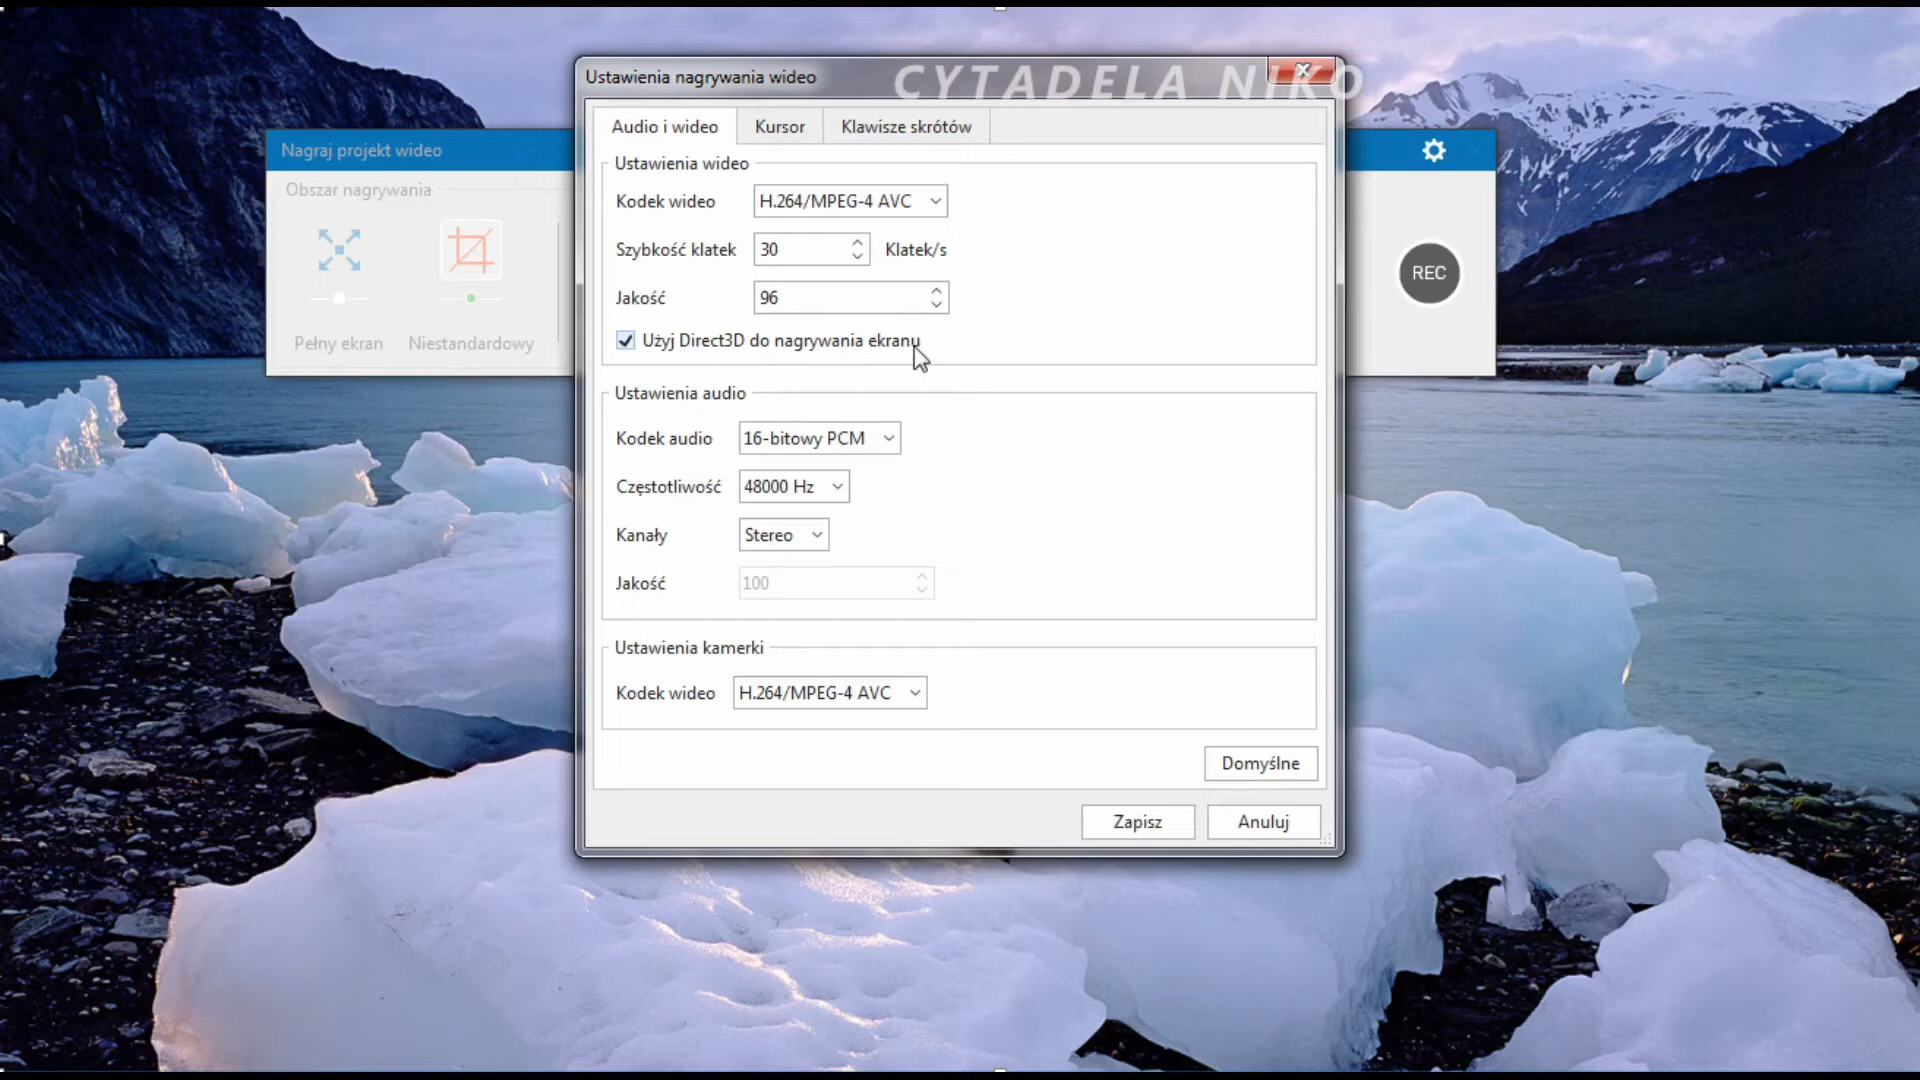 Ustawienia nagrywania wideo
CYTADELA NIKO
Audio i wideo
Kursor
Klawisze skrótów
Nagraj projekt wideo
Obszar nagrywania
Pełny ekran
Niestandardowy
REC
Ustawienia wideo
Kodek wideo
H.264/MPEG-4 AVC
Szybkość klatek
30
Klatek/s
Jakość
96
Użyj Direct3D do nagrywania ekranu
Ustawienia audio
Kodek audio
16-bitowy PCM
Częstotliwość
48000 Hz
Kanały
Stereo
Jakość
100
Ustawienia kamerki
Kodek wideo
H.264/MPEG-4 AVC
Domyślne
Zapisz
Anuluj